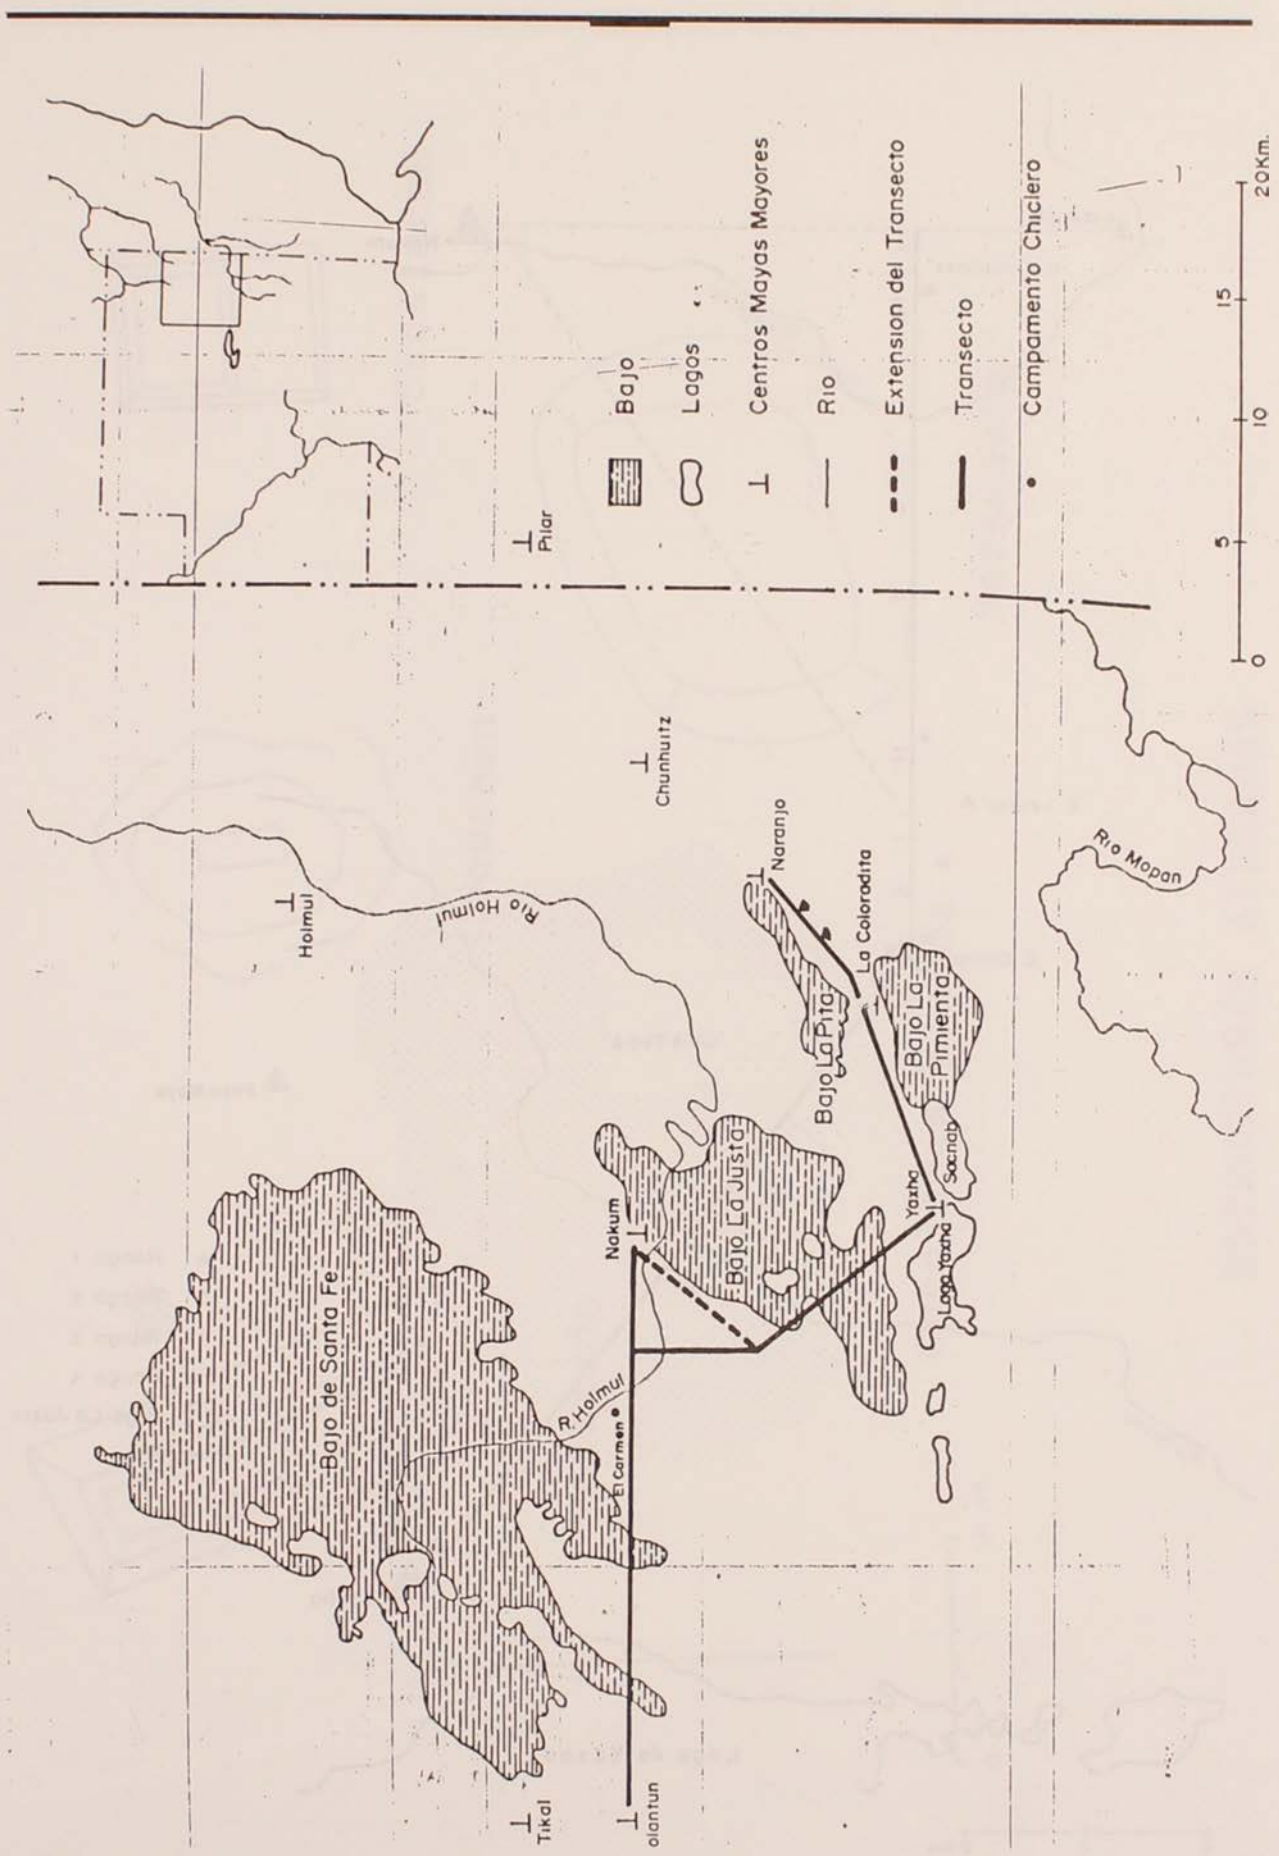 Bajo
Lagos
Centros Mayas Mayores
Rio
Extension del Transecto
Transecto
Campamento Chiclero
0 5 10 15 20Km.
Pilar
Chunhuitz
Holmul
Rio Holmul
Naranjo
La Colorodita
Rio Mopan
Bajo La Pita
Bajo La
Pimienta
Sacnab
Yaxha
Lago Yaxha
Bajo La Justa
Nakum
Bajo de Santa Fe
R. Holmul
El Carmen
Tikal
olantun